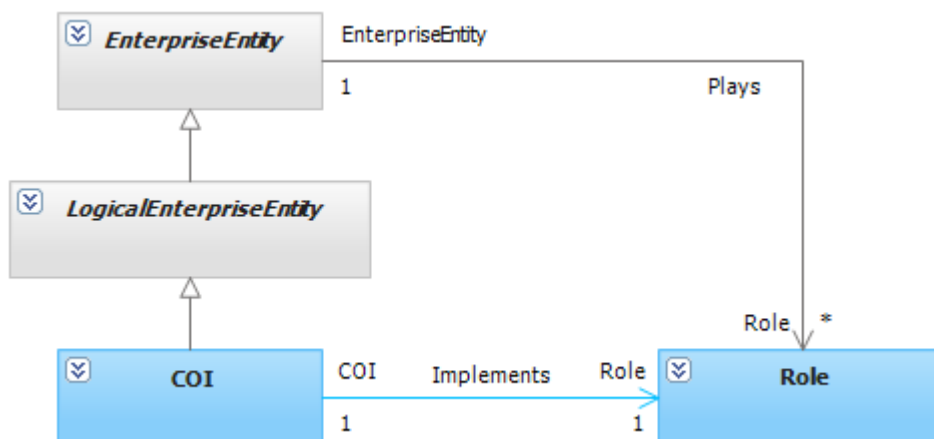 EnterpriseEntity
EnterpriseEntity
1
Plays
LogicalEnterpriseEntity
Role *
COI
COI Implements Role
Role
1 1